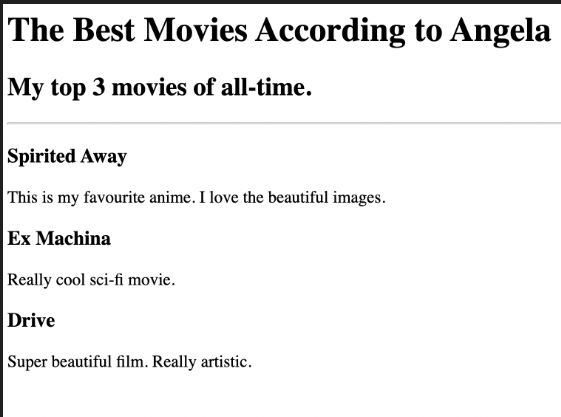 The Best Movies According to Angela
My top 3 movies of all-time.
Spirited Away
This is my favourite anime. I love the beautiful images.
Ex Machina
Really cool sci-fi movie.
Drive
Super beautiful film. Really artistic.